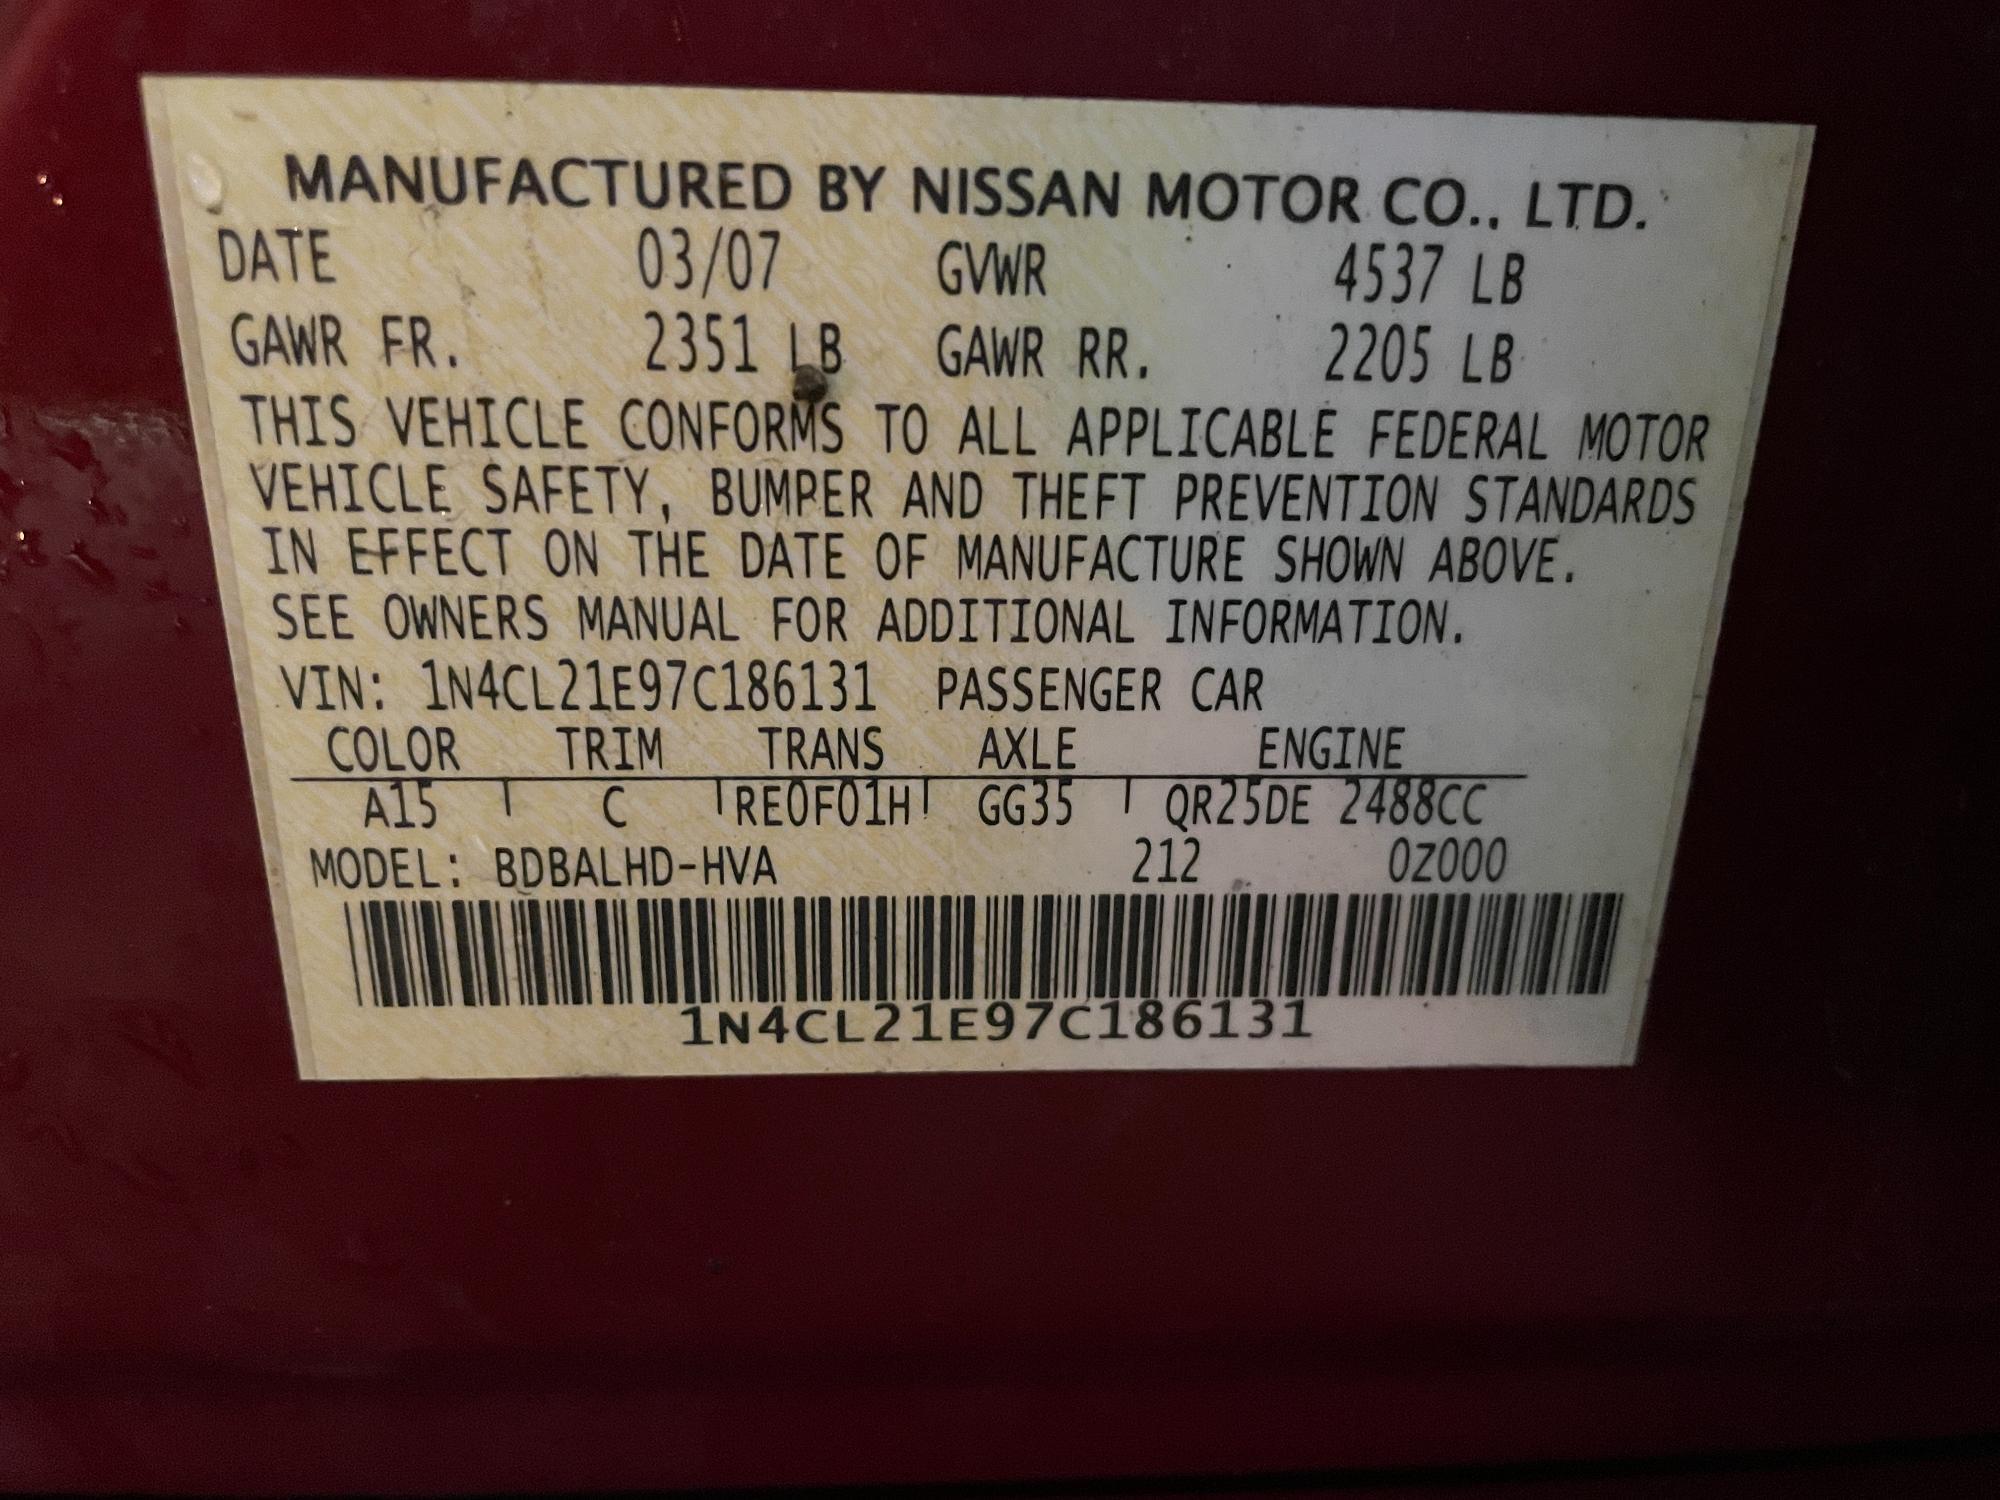 MANUFACTURED BY NISSAN MOTOR CO., LTD.
DATE 03/07 GVWR 4537 LB
GAWR FR. 2351 LB GAWR RR. 2205 LB
THIS VEHICLE CONFORMS TO ALL APPLICABLE FEDERAL MOTOR
VEHICLE SAFETY, BUMPER AND THEFT PREVENTION STANDARDS
IN EFFECT ON THE DATE OF MANUFACTURE SHOWN ABOVE.
SEE OWNERS MANUAL FOR ADDITIONAL INFORMATION.
VIN: 1N4CL21E97C186131 PASSENGER CAR
COLOR TRIM TRANS AXLE ENGINE
A15 C RE0F01H GG35 QR25DE 2488CC
MODEL: BDBALHD-HVA 212 0Z000
1N4CL21E97C186131